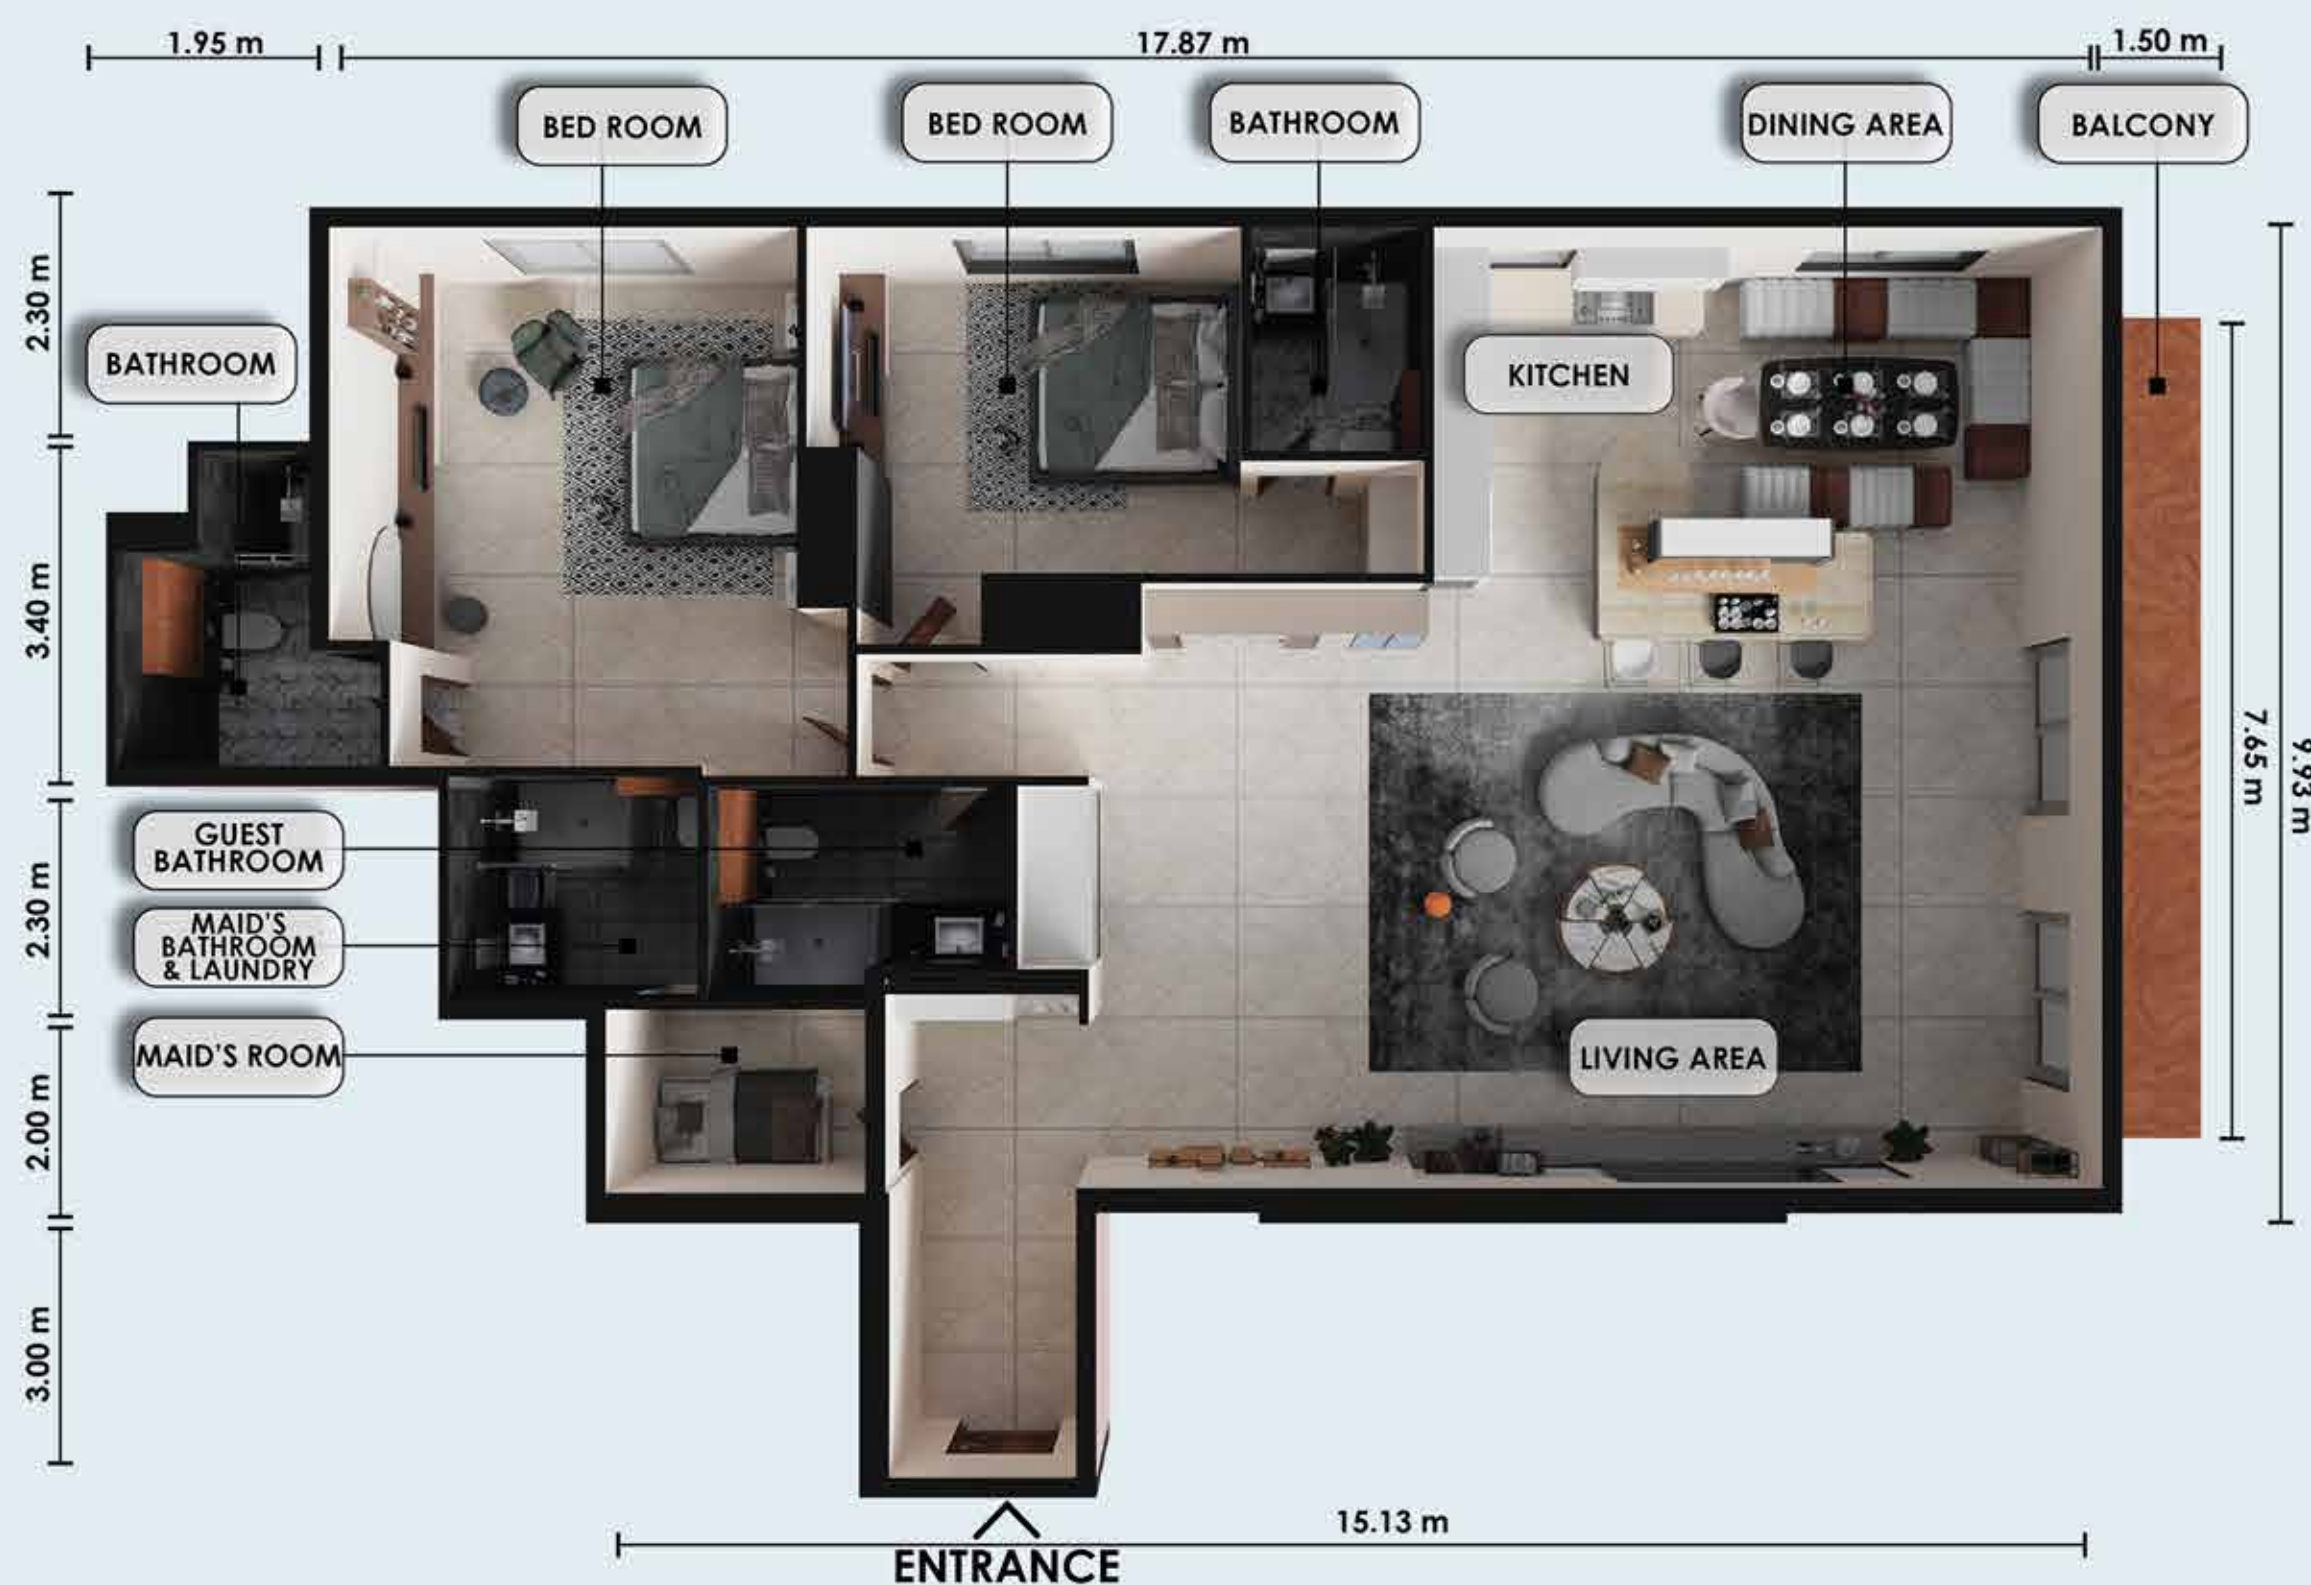 1.95 m
17.87 m
1.50 m
BED ROOM
BED ROOM
BATHROOM
DINING AREA
BALCONY
2.30 m
BATHROOM
KITCHEN
3.40 m
7.65 m
9.93 m
GUEST
BATHROOM
2.30 m
MAID'S
BATHROOM
& LAUNDRY
MAID'S ROOM
LIVING AREA
2.00 m
3.00 m
15.13 m
ENTRANCE